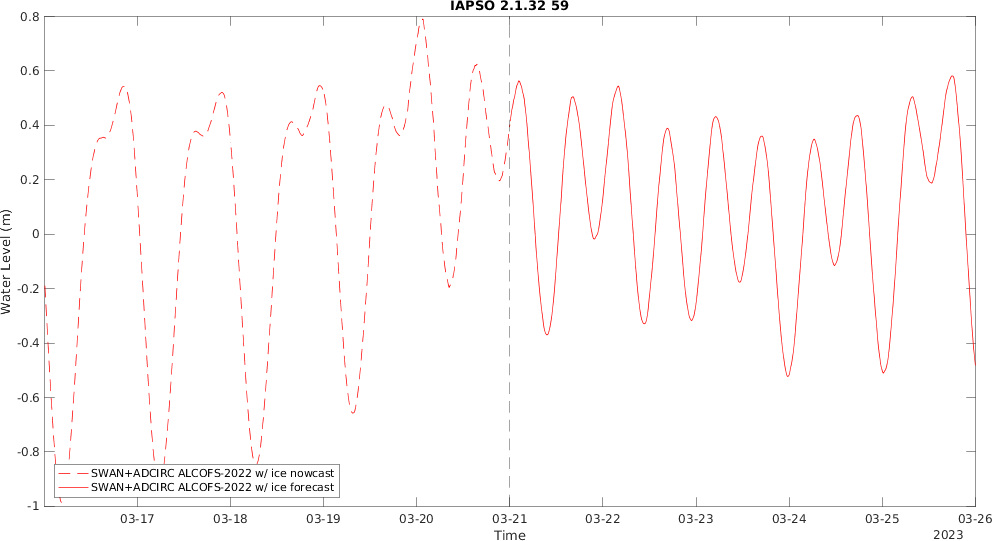 IAPSO 2.1.32 59
0.8
0.6
0.4
0.2
0
-0.2
-0.4
-0.6
-0.8
-1
Water Level (m)
SWAN+ADCIRC ALCOFS-2022 w/ ice nowcast
SWAN+ADCIRC ALCOFS-2022 w/ ice forecast
03-17 03-18 03-19 03-20 03-21 03-22 03-23 03-24 03-25 03-26
Time
2023